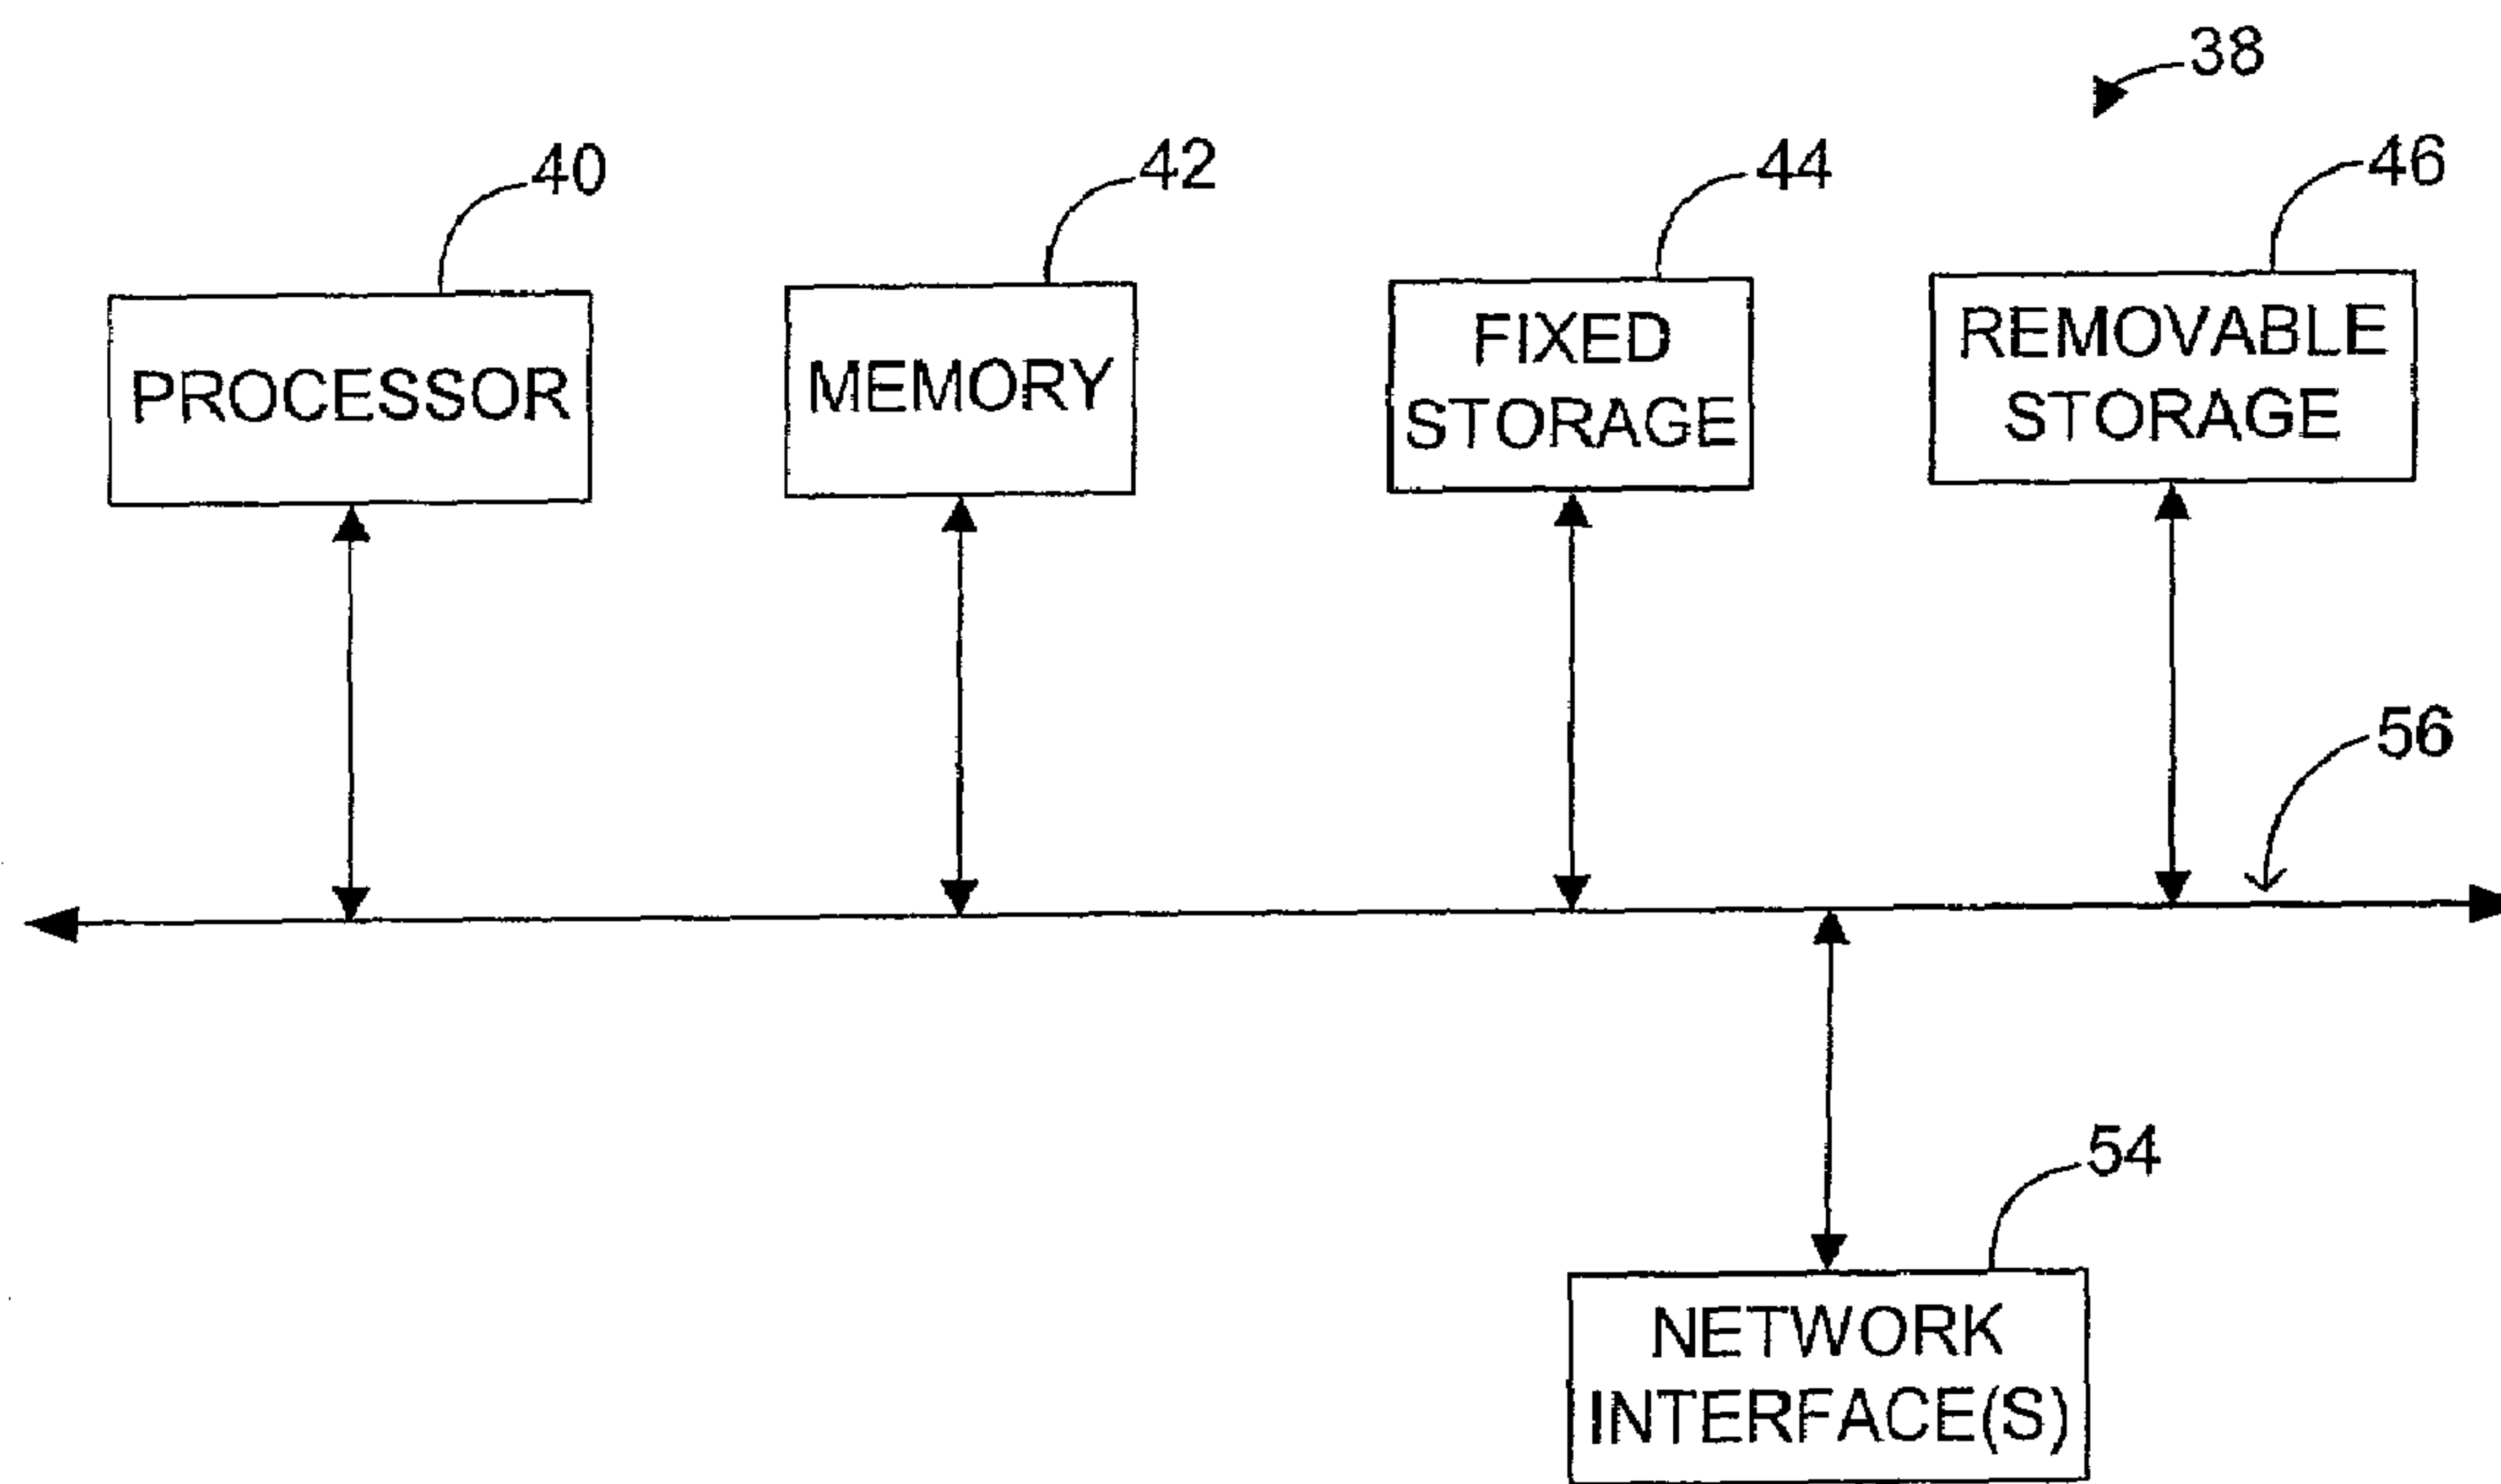 38
40
42
44
46
PROCESSOR
MEMORY
FIXED
STORAGE
REMOVABLE
STORAGE
56
54
NETWORK
INTERFACE(S)